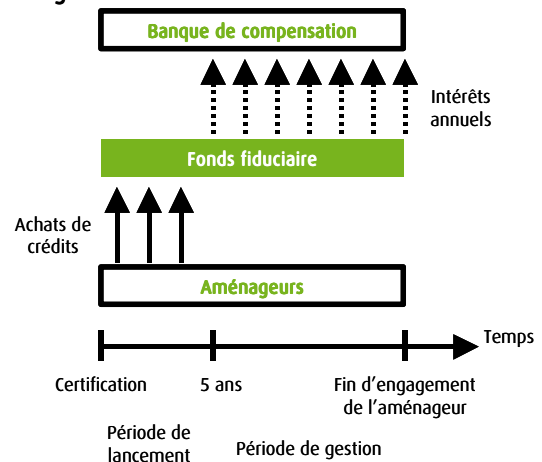 Banque de compensation
Intérêts
annuels
Fonds fiduciaire
Achats de
crédits
Aménageurs
Temps
Certification
5 ans
Fin d'engagement
de l'aménageur
Période de
lancement
Période de gestion